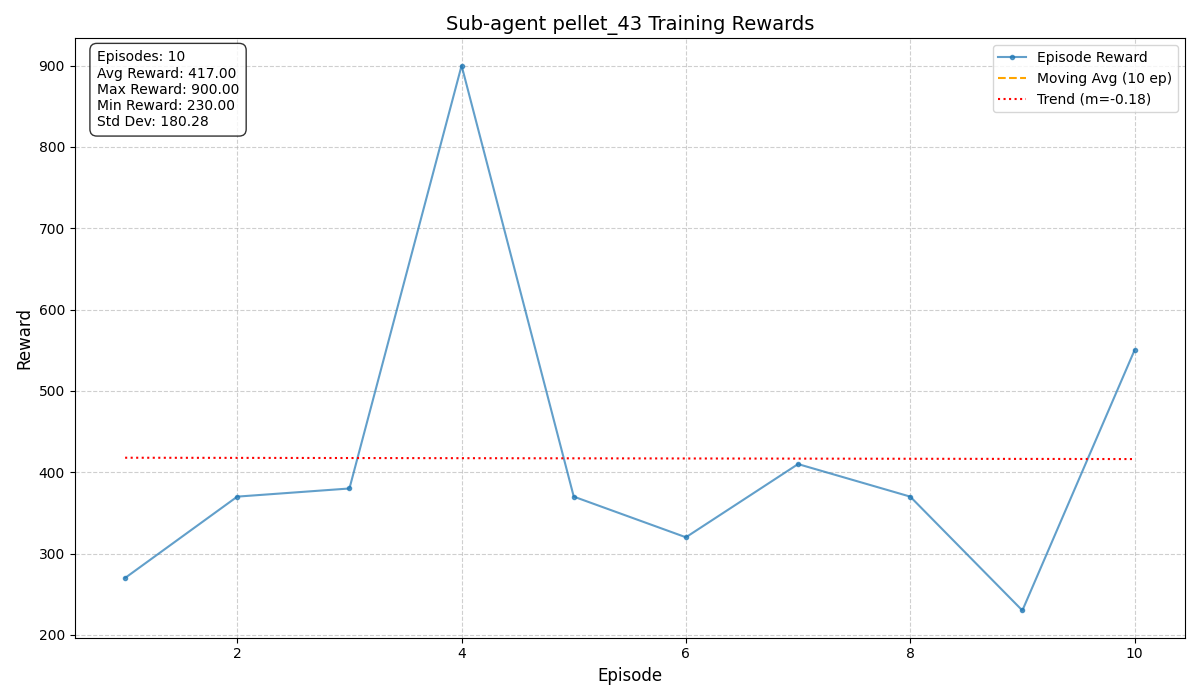 Sub-agent pellet_43 Training Rewards
Episodes: 10
Avg Reward: 417.00
Max Reward: 900.00
Min Reward: 230.00
Std Dev: 180.28
Episode Reward
Moving Avg (10 ep)
Trend (m=-0.18)
900
800
700
600
500
400
300
200
Reward
2
4
6
8
10
Episode